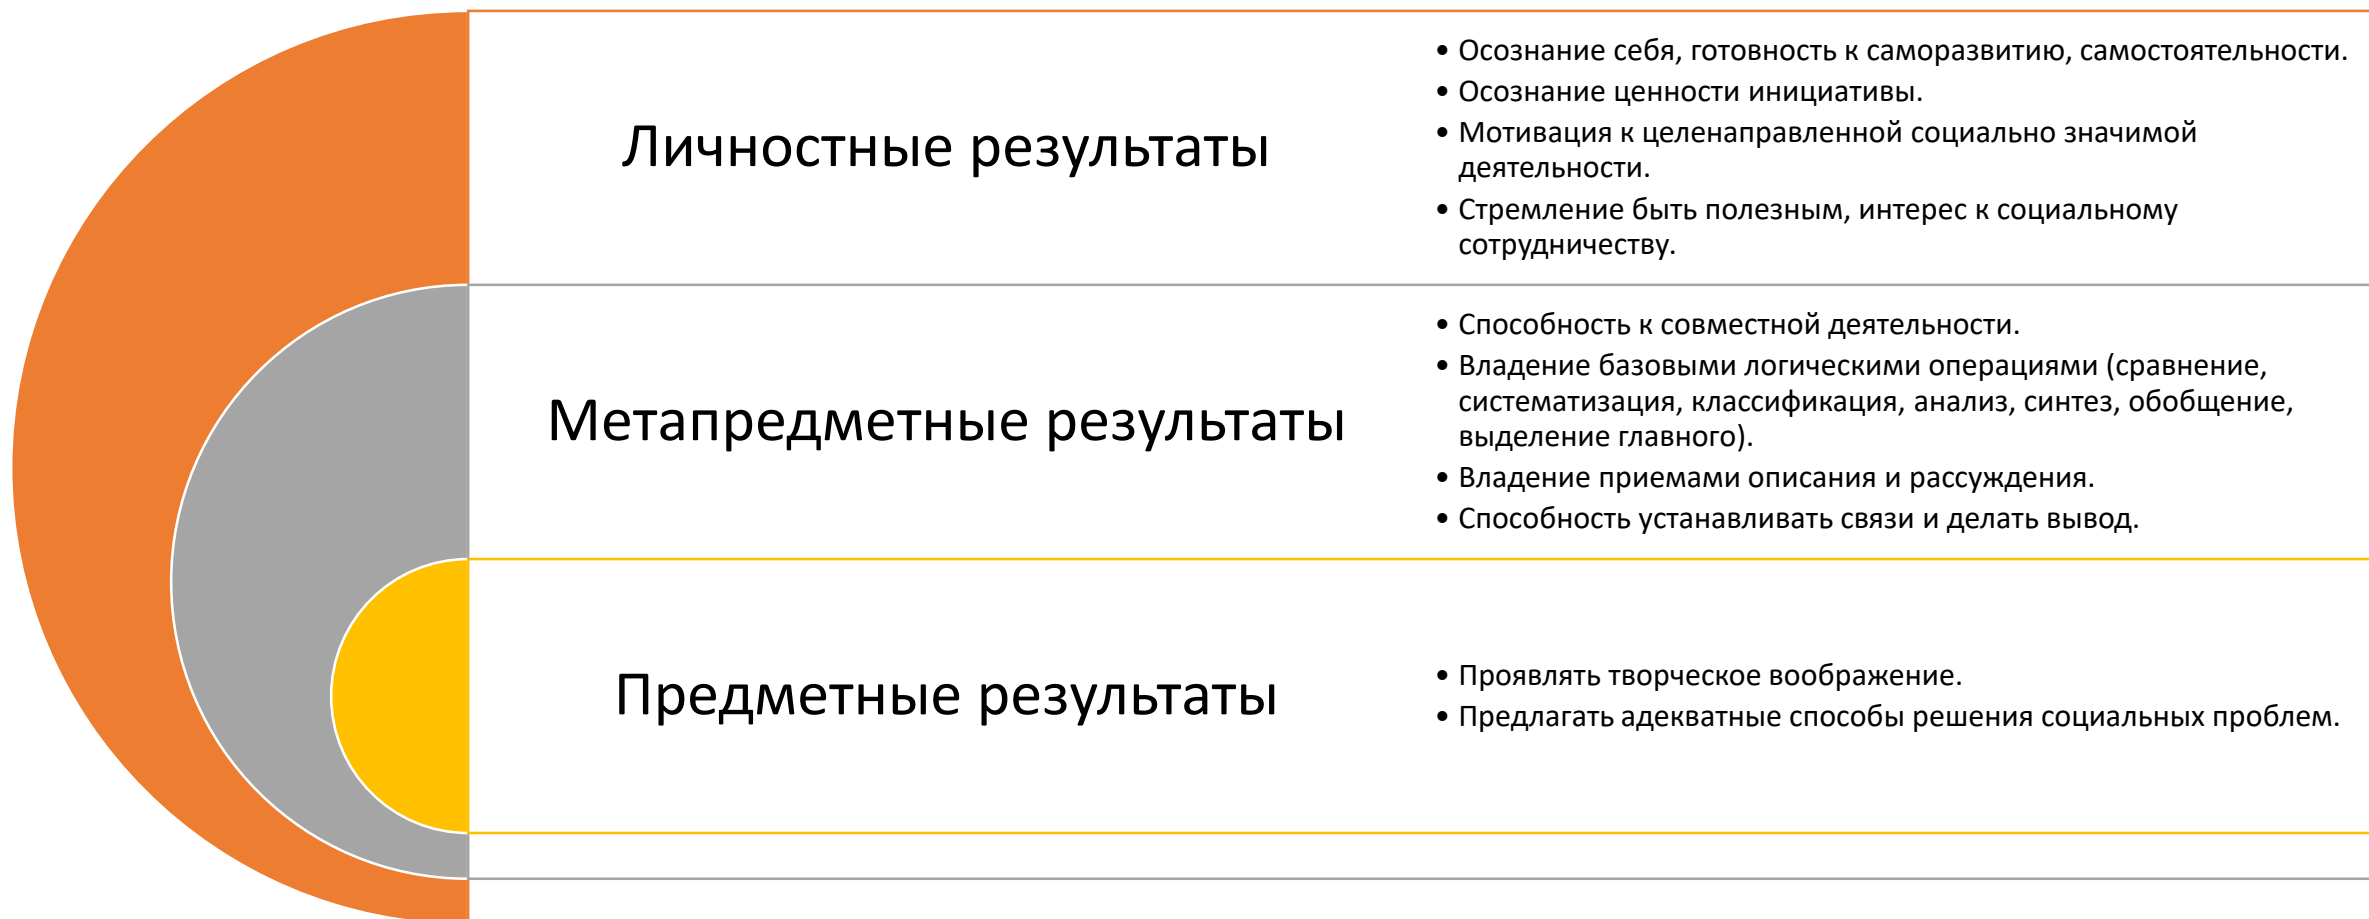 Личностные результаты
• Осознание себя, готовность к саморазвитию, самостоятельности.
• Осознание ценности инициативы.
• Мотивация к целенаправленной социально значимой
деятельности.
• Стремление быть полезным, интерес к социальному
сотрудничеству.
Метапредметные результаты
• Способность к совместной деятельности.
• Владение базовыми логическими операциями (сравнение,
систематизация, классификация, анализ, синтез, обобщение,
выделение главного).
• Владение приемами описания и рассуждения.
• Способность устанавливать связи и делать вывод.
Предметные результаты
• Проявлять творческое воображение.
• Предлагать адекватные способы решения социальных проблем.